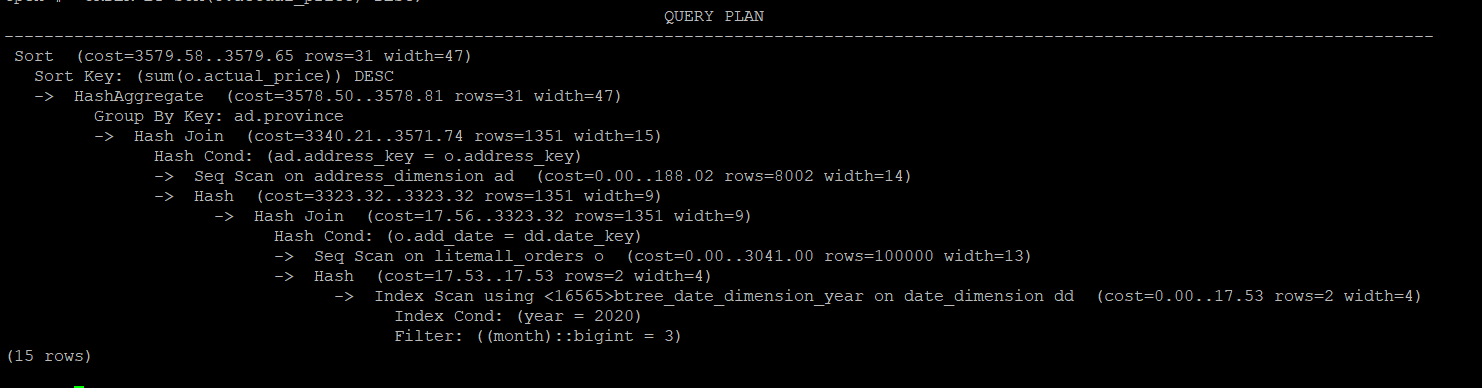 QUERY PLAN
-----------------------------------------------------------------------------------------------------------------------------------------------
Sort  (cost=3579.58..3579.65 rows=31 width=47)
  Sort Key: (sum(o.actual_price)) DESC
  ->  HashAggregate  (cost=3578.50..3578.81 rows=31 width=47)
        Group By Key: ad.province
        ->  Hash Join  (cost=3340.21..3571.74 rows=1351 width=15)
              Hash Cond: (ad.address_key = o.address_key)
              ->  Seq Scan on address_dimension ad  (cost=0.00..188.02 rows=8002 width=14)
              ->  Hash  (cost=3323.32..3323.32 rows=1351 width=9)
                    ->  Hash Join  (cost=17.56..3323.32 rows=1351 width=9)
                          Hash Cond: (o.add_date = dd.date_key)
                          ->  Seq Scan on litemall_orders o  (cost=0.00..3041.00 rows=100000 width=13)
                          ->  Hash  (cost=17.53..17.53 rows=2 width=4)
                                ->  Index Scan using <16565>btree_date_dimension_year on date_dimension dd  (cost=0.00..17.53 rows=2 width=4)
                                      Index Cond: (year = 2020)
                                      Filter: ((month)::bigint = 3)
(15 rows)